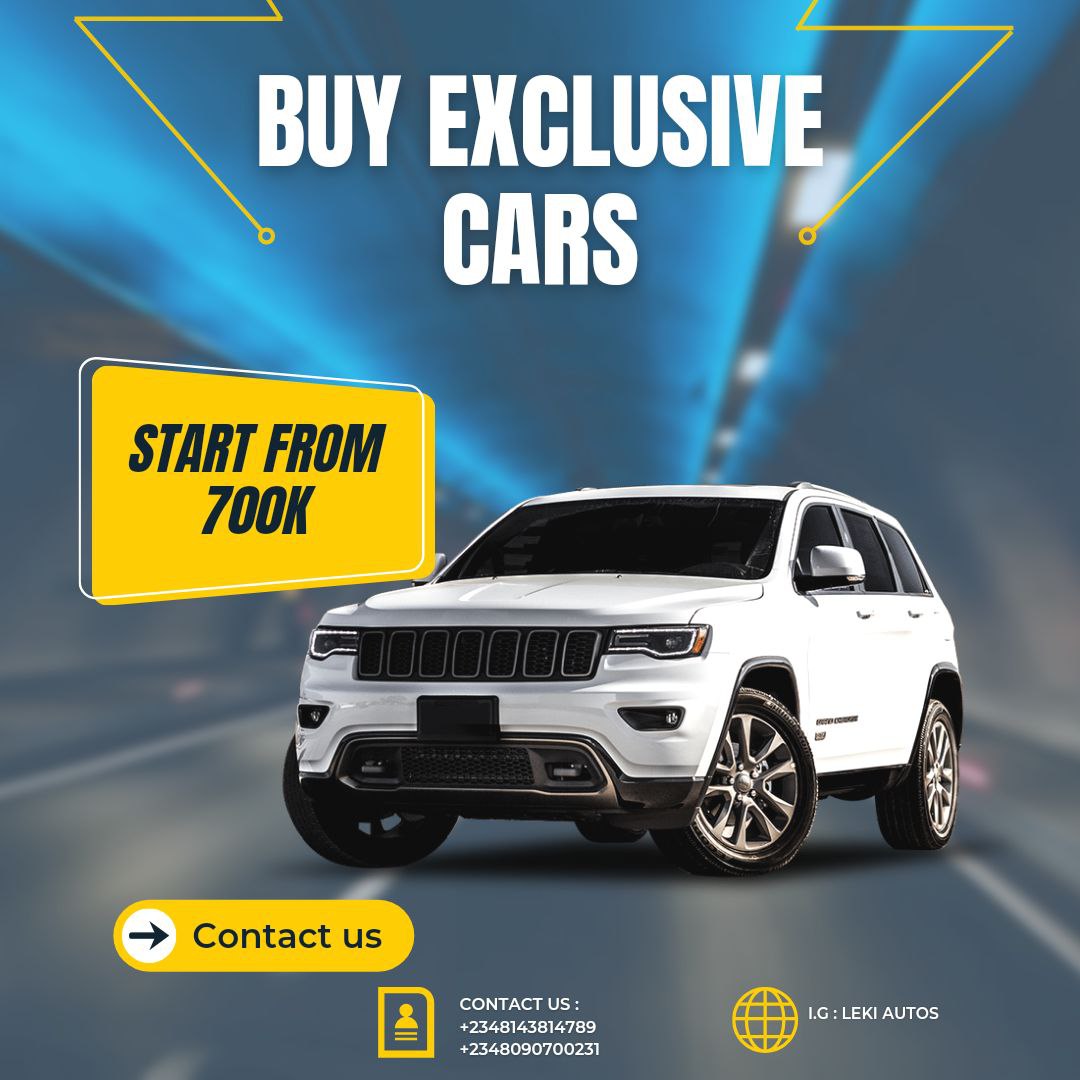 BUY EXCLUSIVE
CARS
START FROM
700K
Contact us
CONTACT US :
+2348143814789
+2348090700231
I.G : LEKI AUTOS